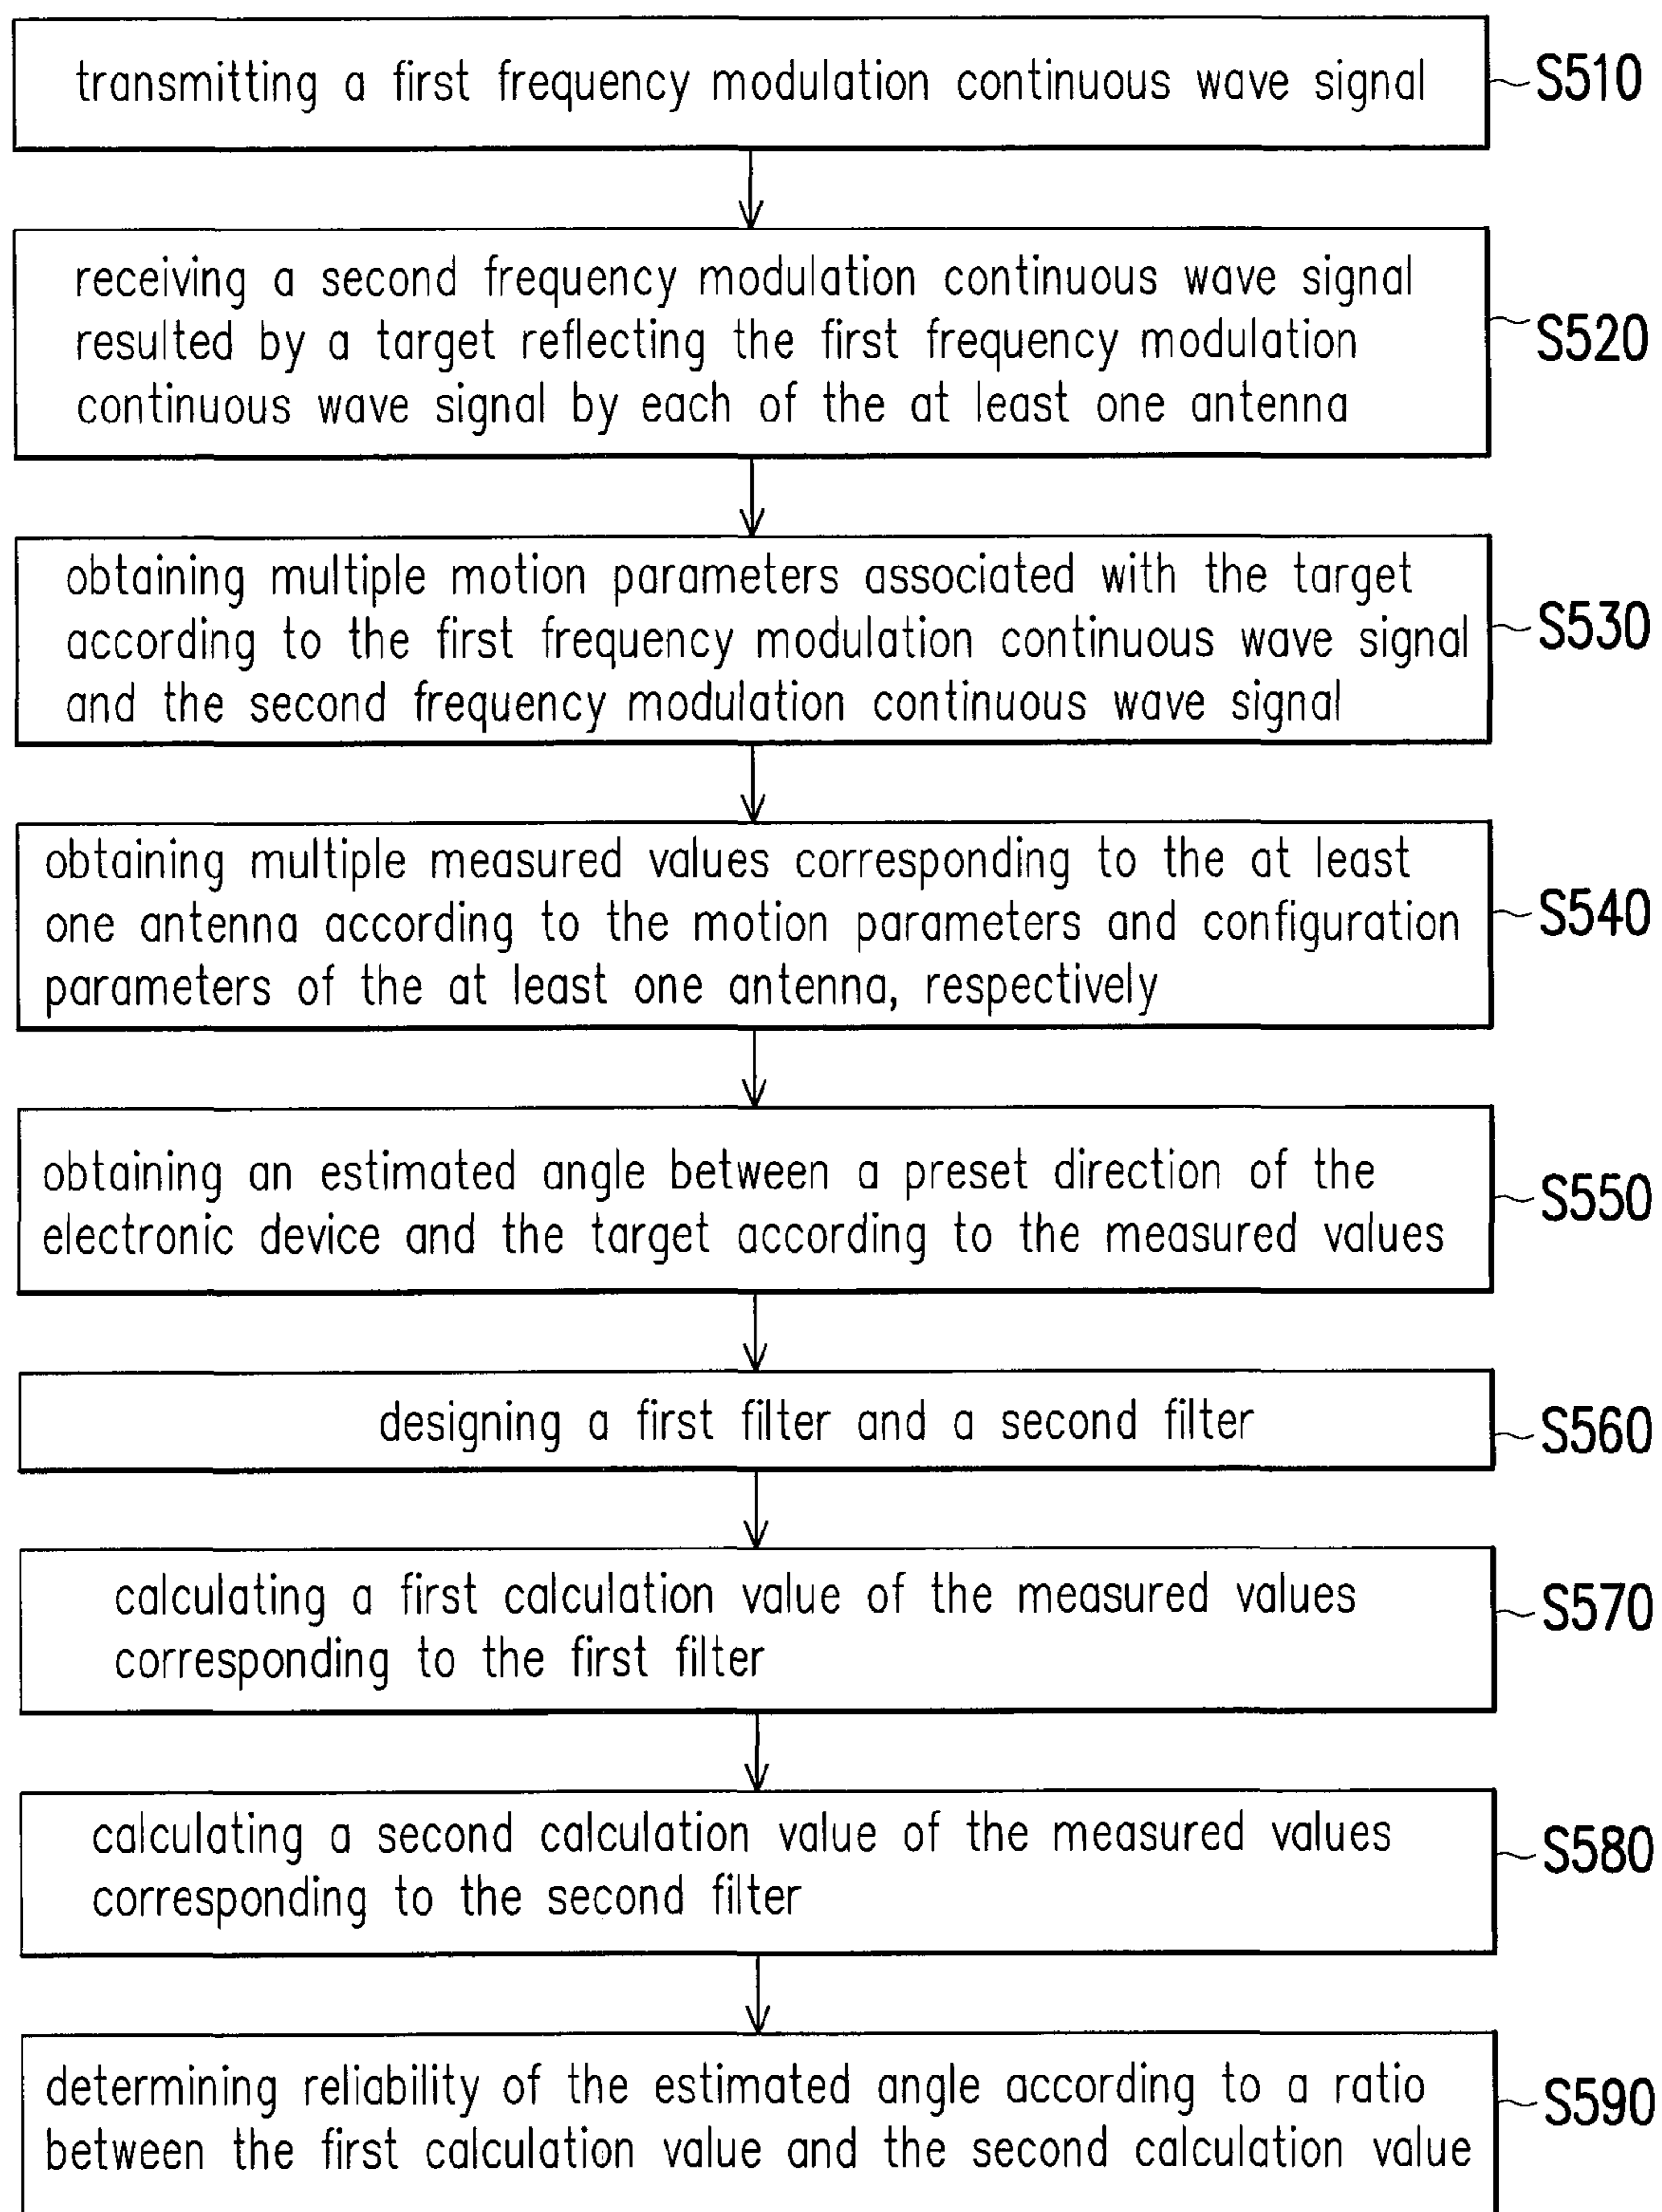 transmitting a first frequency modulation continuous wave signal
S510
receiving a second frequency modulation continuous wave signal
resulted by a target reflecting the first frequency modulation
continuous wave signal by each of the at least one antenna
S520
obtaining multiple motion parameters associated with the target
according to the first frequency modulation continuous wave signal
and the second frequency modulation continuous wave signal
S530
obtaining multiple measured values corresponding to the at least
one antenna according to the motion parameters and configuration
parameters of the at least one antenna, respectively
S540
obtaining an estimated angle between a preset direction of the
electronic device and the target according to the measured values
S550
designing a first filter and a second filter
S560
calculating a first calculation value of the measured values
corresponding to the first filter
S570
calculating a second calculation value of the measured values
corresponding to the second filter
S580
determining reliability of the estimated angle according to a ratio
between the first calculation value and the second calculation value
S590